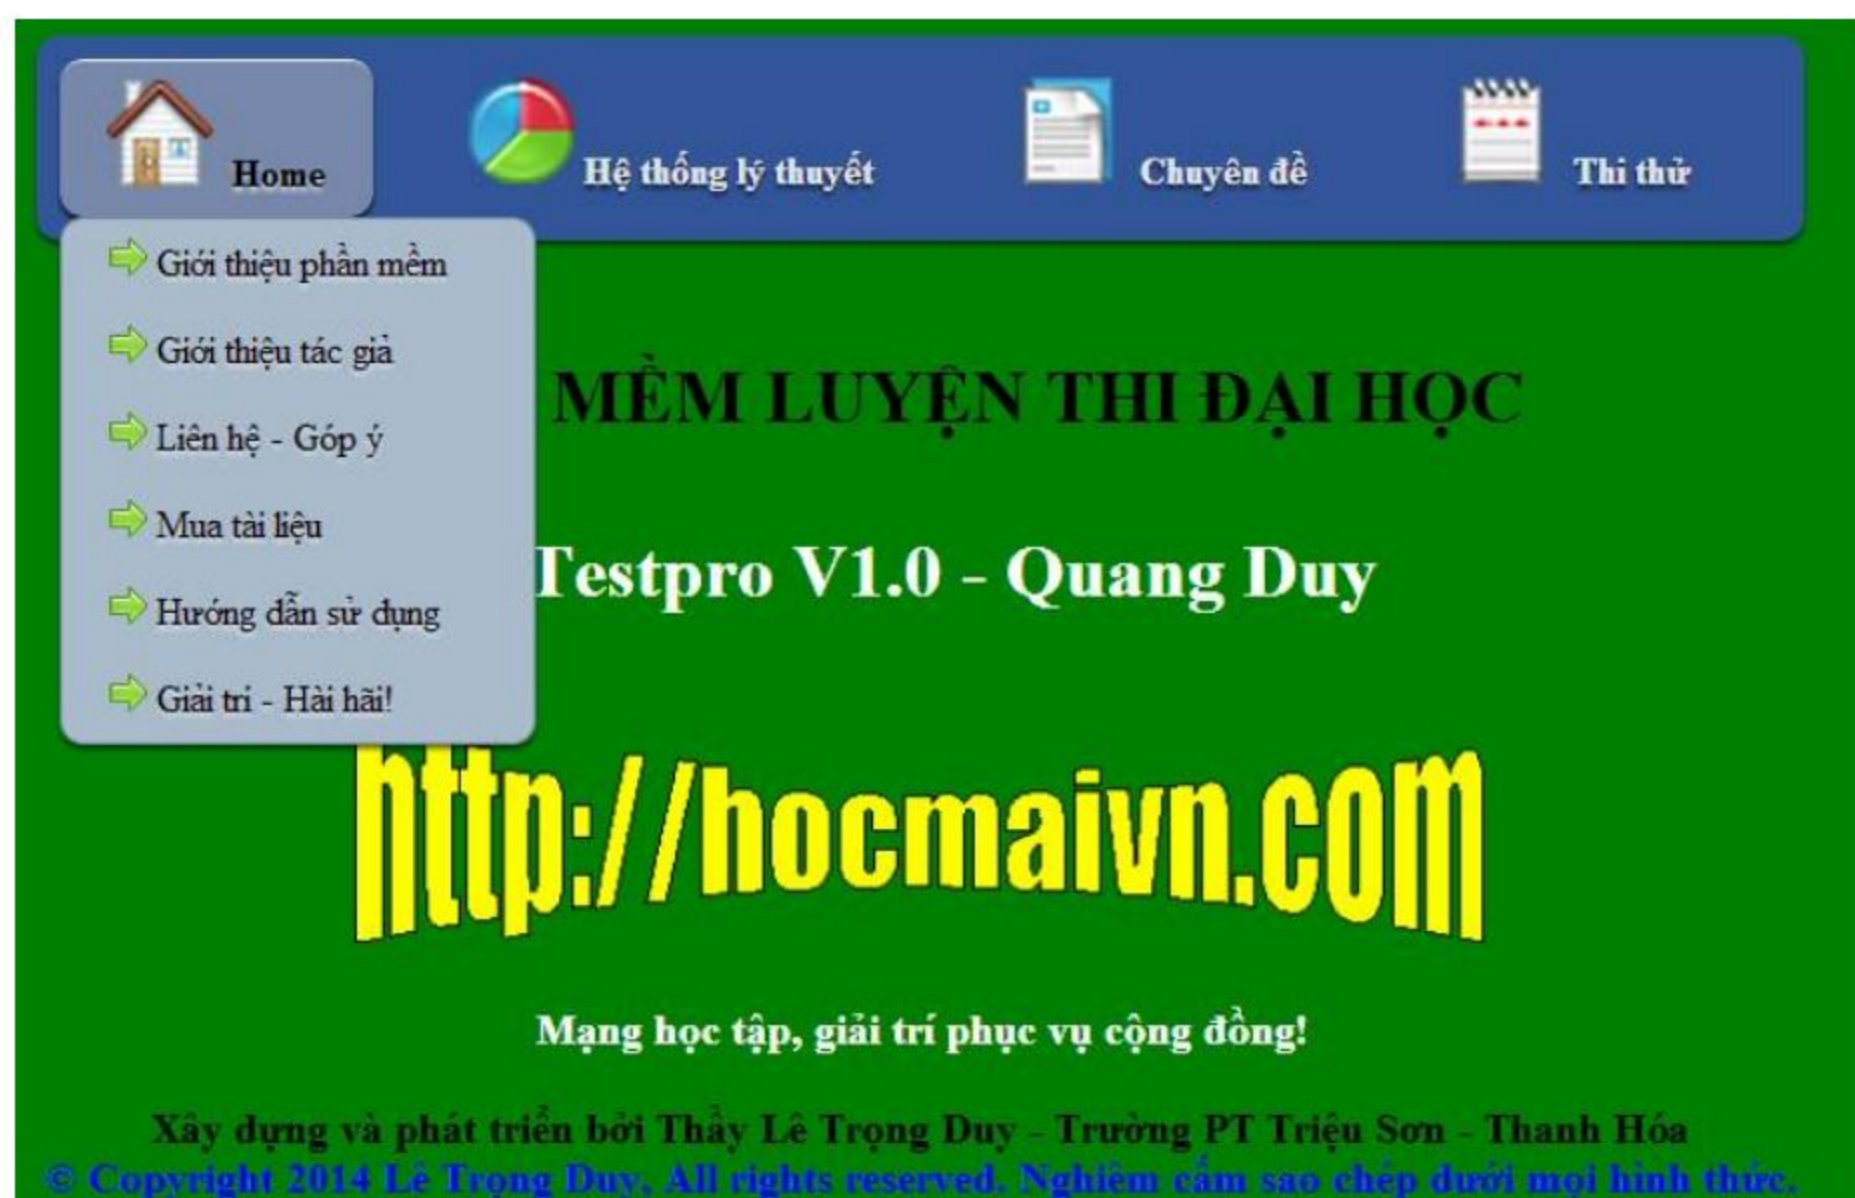 Home
Hệ thống lý thuyết
Chuyên đề
Thi thử
Giới thiệu phần mềm
Giới thiệu tác giả
Liên hệ - Góp ý
Mua tài liệu
Hướng dẫn sử dụng
Giải trí - Hài hãi!
MỀM LUYỆN THI ĐẠI HỌC
Testpro V1.0 - Quang Duy
http://hocmaivn.com
Mạng học tập, giải trí phục vụ cộng đồng!
Xây dựng và phát triển bởi Thầy Lê Trọng Duy - Trường PT Triệu Sơn - Thanh Hóa
© Copyright 2014 Lê Trọng Duy, All rights reserved. Nghiêm cấm sao chép dưới mọi hình thức.